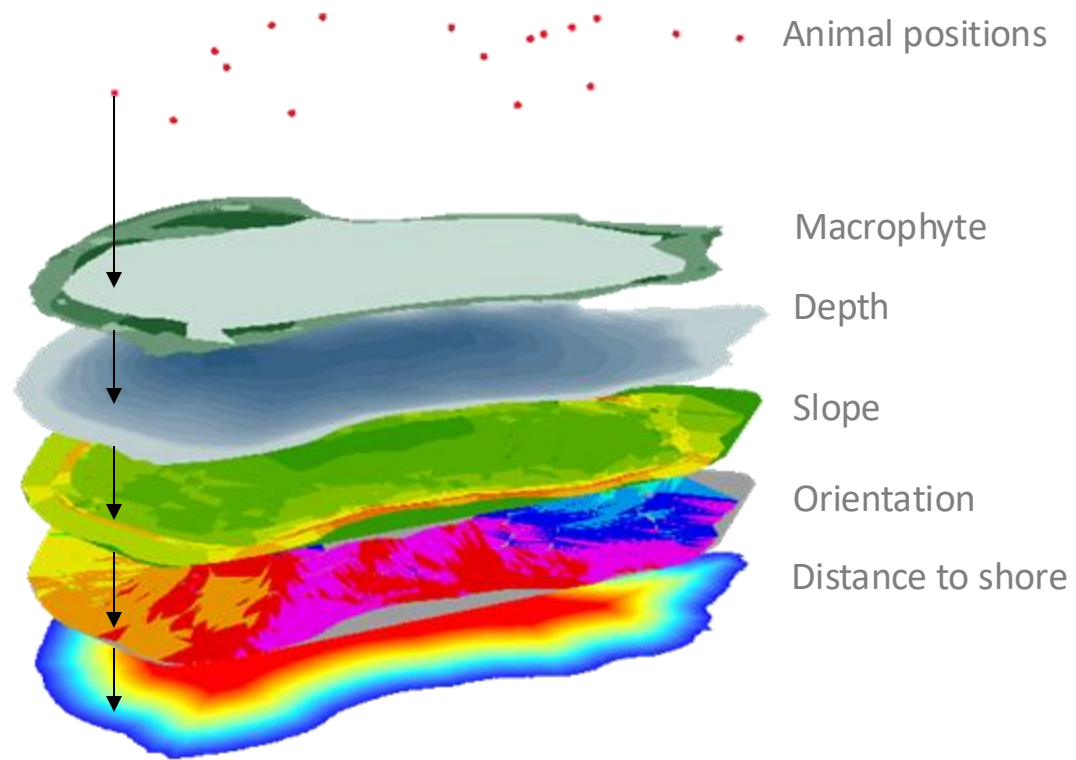 Animal positions
Macrophyte
Depth
Slope
Orientation
Distance to shore